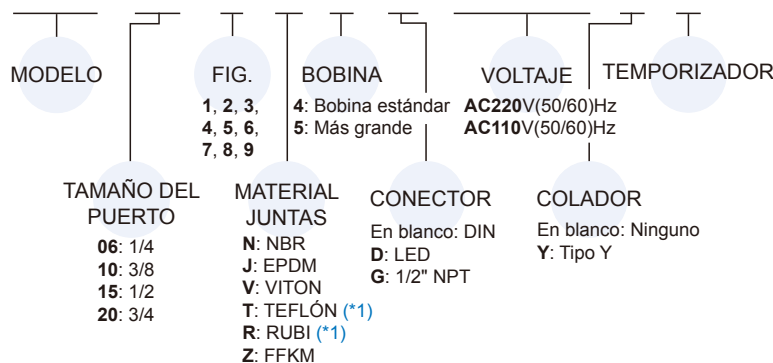 MODELO
FIG.
1, 2, 3,
4, 5, 6,
7, 8, 9
BOBINA
4: Bobina estándar
5: Más grande
VOLTAJE
AC220V(50/60)Hz
AC110V(50/60)Hz
TEMPORIZADOR
TAMAÑO DEL
PUERTO
06: 1/4
10: 3/8
15: 1/2
20: 3/4
MATERIAL
JUNTAS
N: NBR
J: EPDM
V: VITON
T: TEFLÓN (*1)
R: RUBI (*1)
Z: FFKM
CONECTOR
En blanco: DIN
D: LED
G: 1/2" NPT
COLADOR
En blanco: Ninguno
Y: Tipo Y